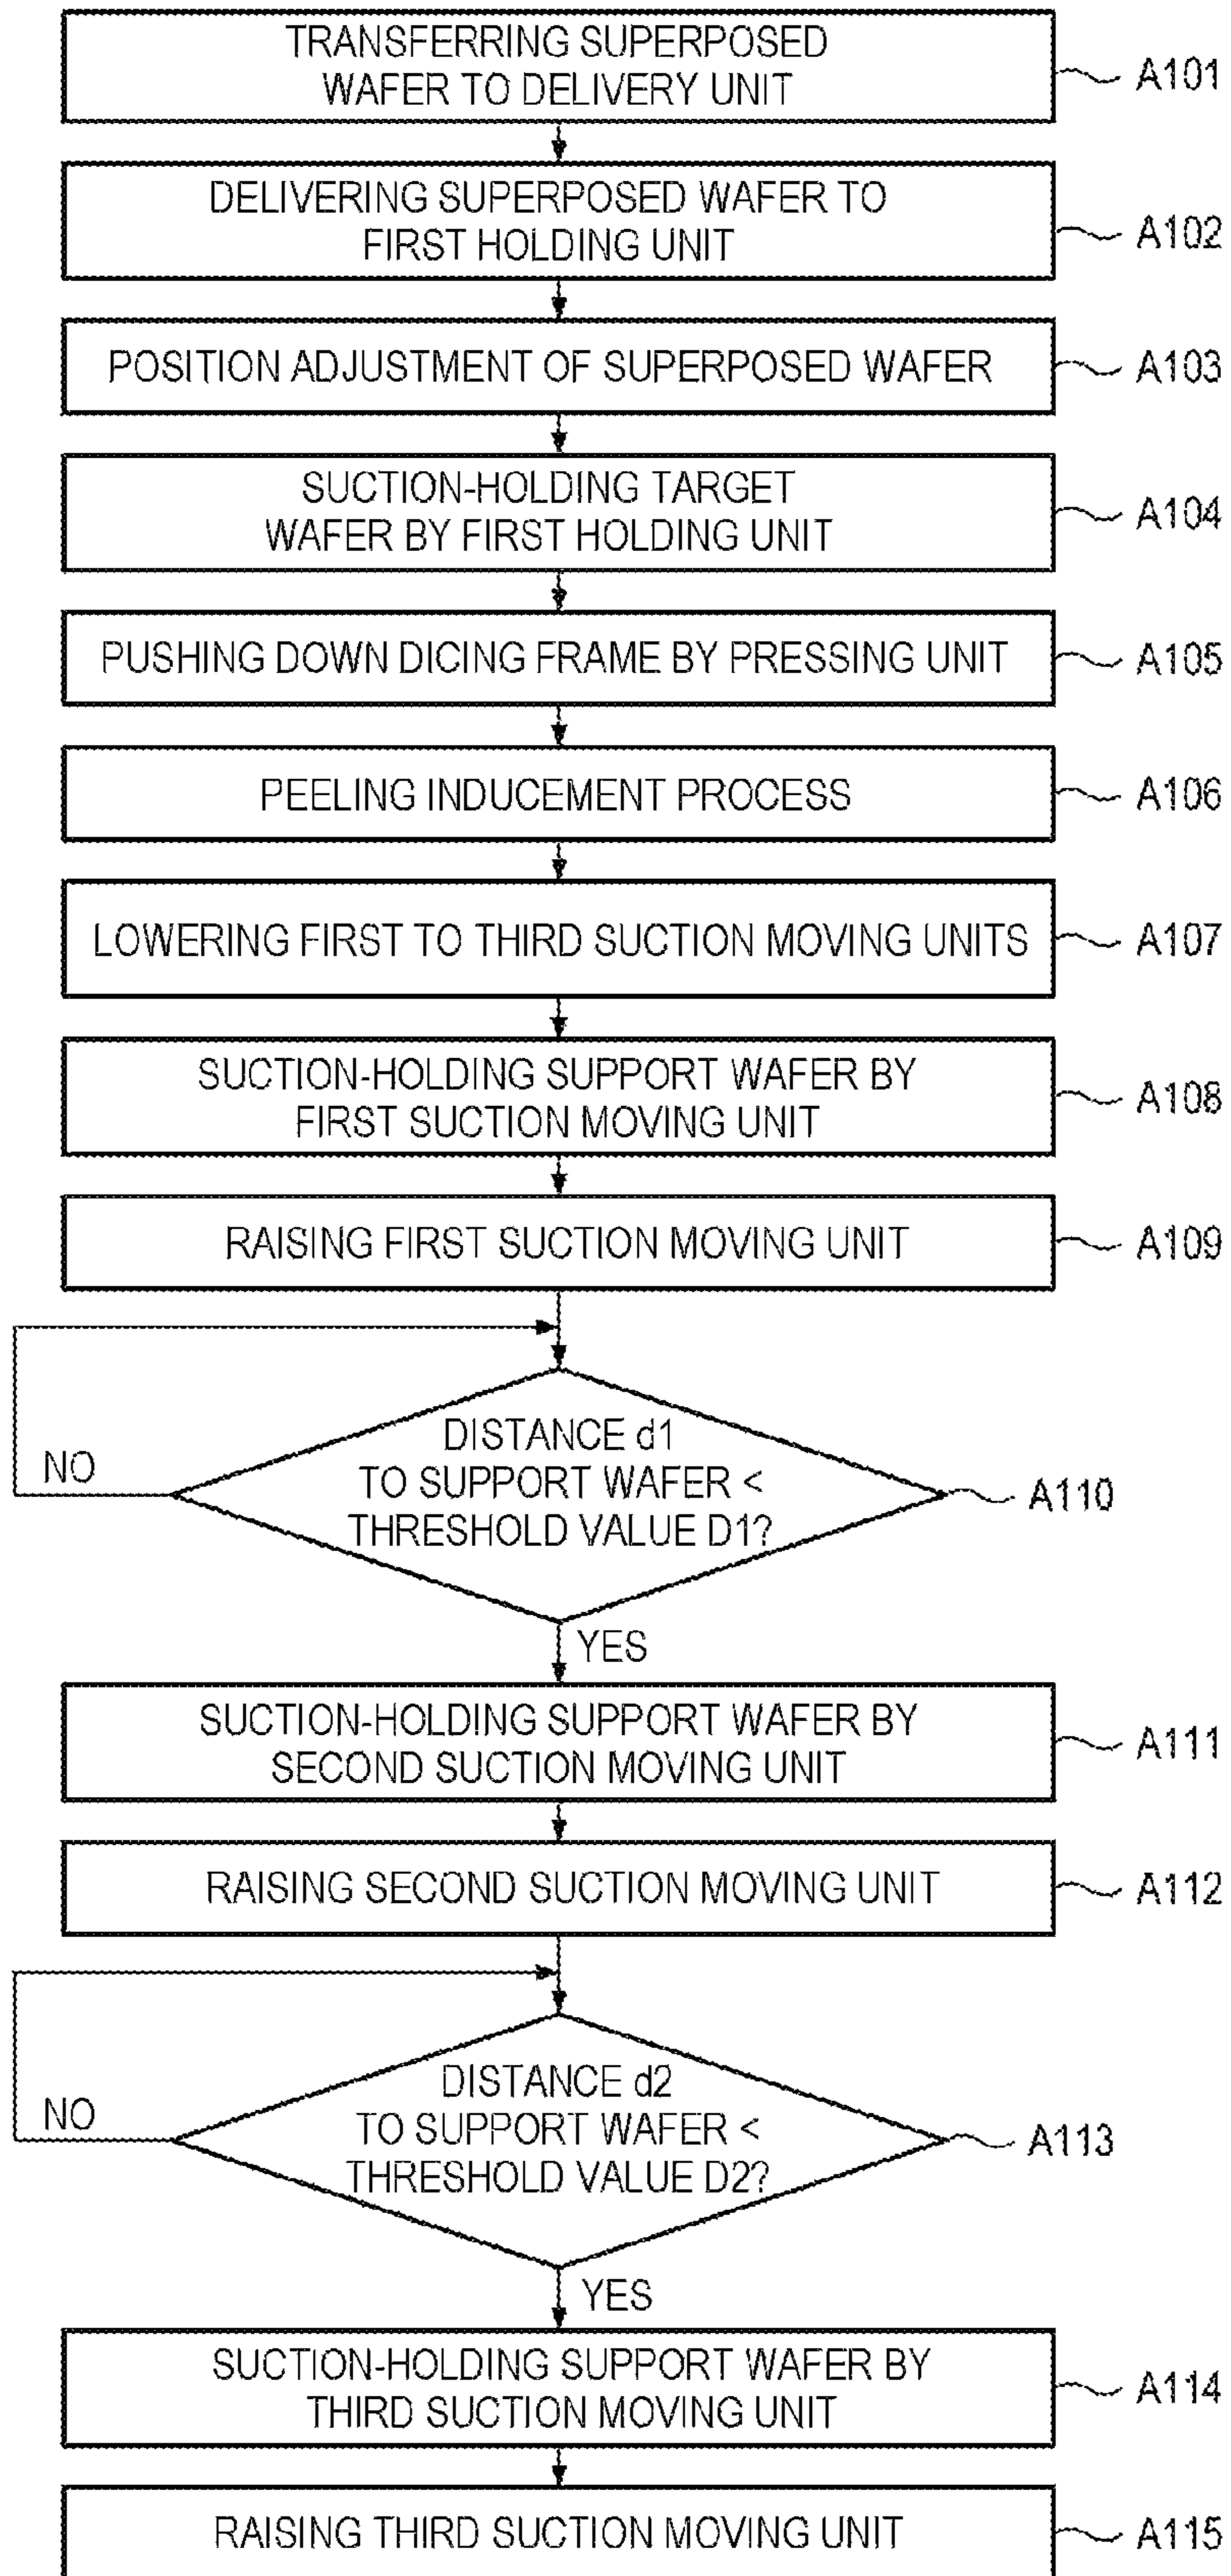 TRANSFERRING SUPERPOSED
WAFER TO DELIVERY UNIT
A101
DELIVERING SUPERPOSED WAFER TO
FIRST HOLDING UNIT
A102
POSITION ADJUSTMENT OF SUPERPOSED WAFER
A103
SUCTION-HOLDING TARGET
WAFER BY FIRST HOLDING UNIT
A104
PUSHING DOWN DICING FRAME BY PRESSING UNIT
A105
PEELING INDUCEMENT PROCESS
A106
LOWERING FIRST TO THIRD SUCTION MOVING UNITS
A107
SUCTION-HOLDING SUPPORT WAFER BY
FIRST SUCTION MOVING UNIT
A108
RAISING FIRST SUCTION MOVING UNIT
A109
DISTANCE d1
TO SUPPORT WAFER <
THRESHOLD VALUE D1?
NO
A110
YES
SUCTION-HOLDING SUPPORT WAFER BY
SECOND SUCTION MOVING UNIT
A111
RAISING SECOND SUCTION MOVING UNIT
A112
DISTANCE d2
TO SUPPORT WAFER <
THRESHOLD VALUE D2?
NO
A113
YES
SUCTION-HOLDING SUPPORT WAFER BY
THIRD SUCTION MOVING UNIT
A114
RAISING THIRD SUCTION MOVING UNIT
A115